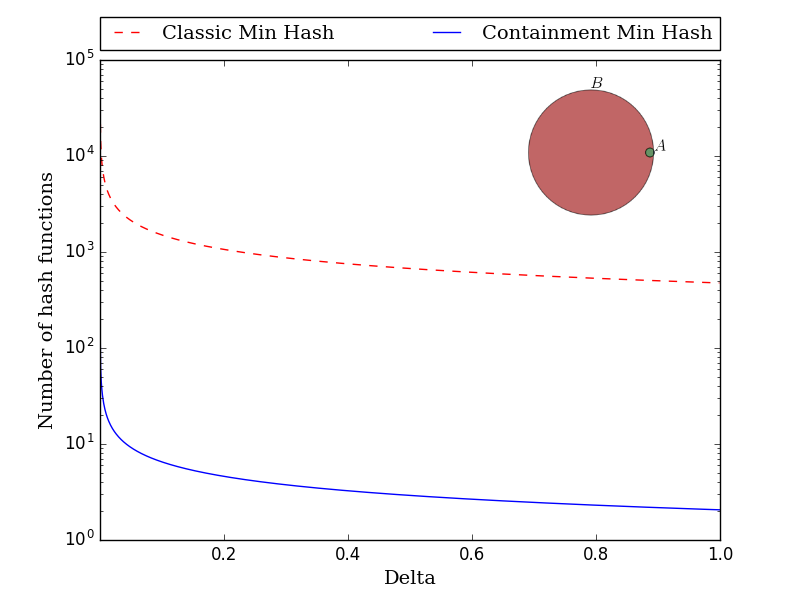 Classic Min Hash Containment Min Hash
10^5
B
A
10^4
10^3
10^2
10^1
10^0
Number of hash functions
0.2 0.4 0.6 0.8 1.0
Delta